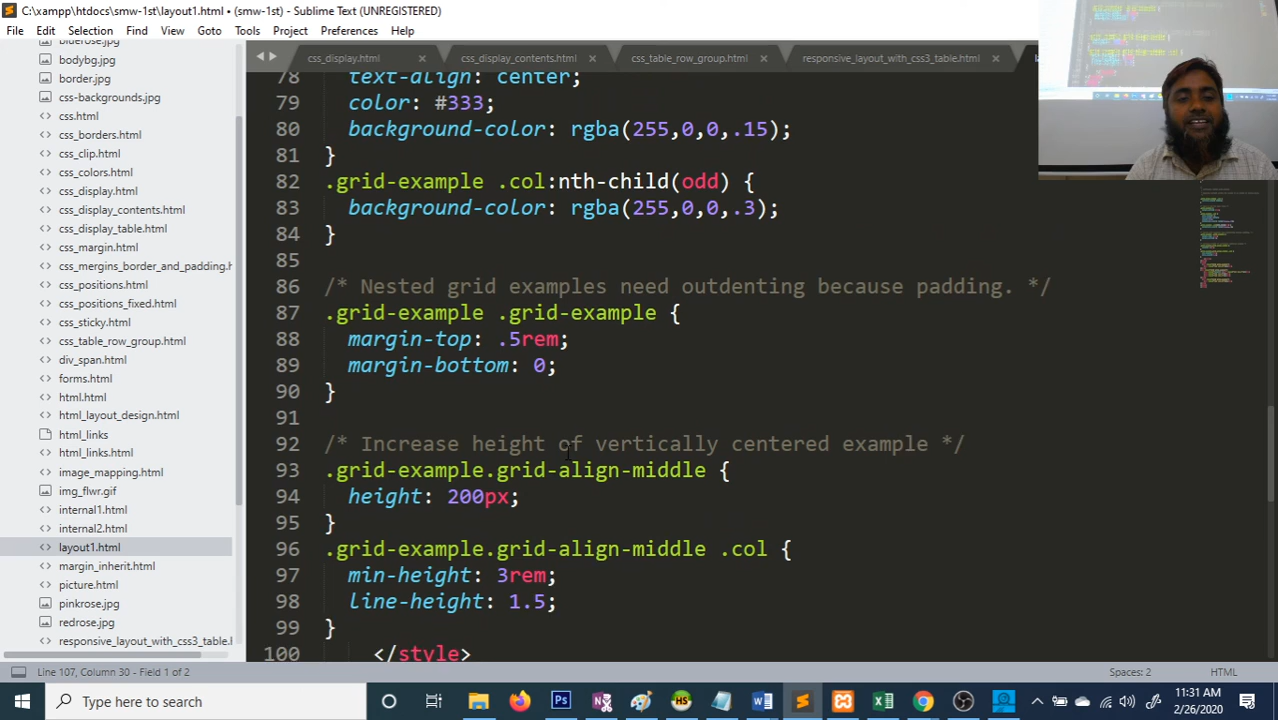 C:\xampp\htdocs\smw-1st\layout1.html • (smw-1st) - Sublime Text (UNREGISTERED)
File Edit Selection Find View Goto Tools Project Preferences Help
css_display.html css_display_contents.html css_table_row_group.html responsive_layout_with_css3_table.html
bodybg.jpg
border.jpg
css-backgrounds.jpg
css.html
css_borders.html
css_clip.html
css_colors.html
css_display.html
css_display_contents.html
css_display_table.html
css_margin.html
css_mergins_border_and_padding.h
css_positions.html
css_positions_fixed.html
css_sticky.html
css_table_row_group.html
div_span.html
forms.html
html.html
html_layout_design.html
html_links
html_links.html
image_mapping.html
img_flwr.gif
internal1.html
internal2.html
layout1.html
margin_inherit.html
picture.html
pinkrose.jpg
redrose.jpg
responsive_layout_with_css3_table.h
78 text-align: center;
79 color: #333;
80 background-color: rgba(255,0,0,.15);
81 }
82 .grid-example .col:nth-child(odd) {
83 background-color: rgba(255,0,0,.3);
84 }
85
86 /* Nested grid examples need outdenting because padding. */
87 .grid-example .grid-example {
88 margin-top: .5rem;
89 margin-bottom: 0;
90 }
91
92 /* Increase height of vertically centered example */
93 .grid-example.grid-align-middle {
94 height: 200px;
95 }
96 .grid-example.grid-align-middle .col {
97 min-height: 3rem;
98 line-height: 1.5;
99 }
100 </style>
Line 107, Column 30 - Field 1 of 2
Spaces: 2
HTML
Type here to search
11:31 AM
2/26/2020